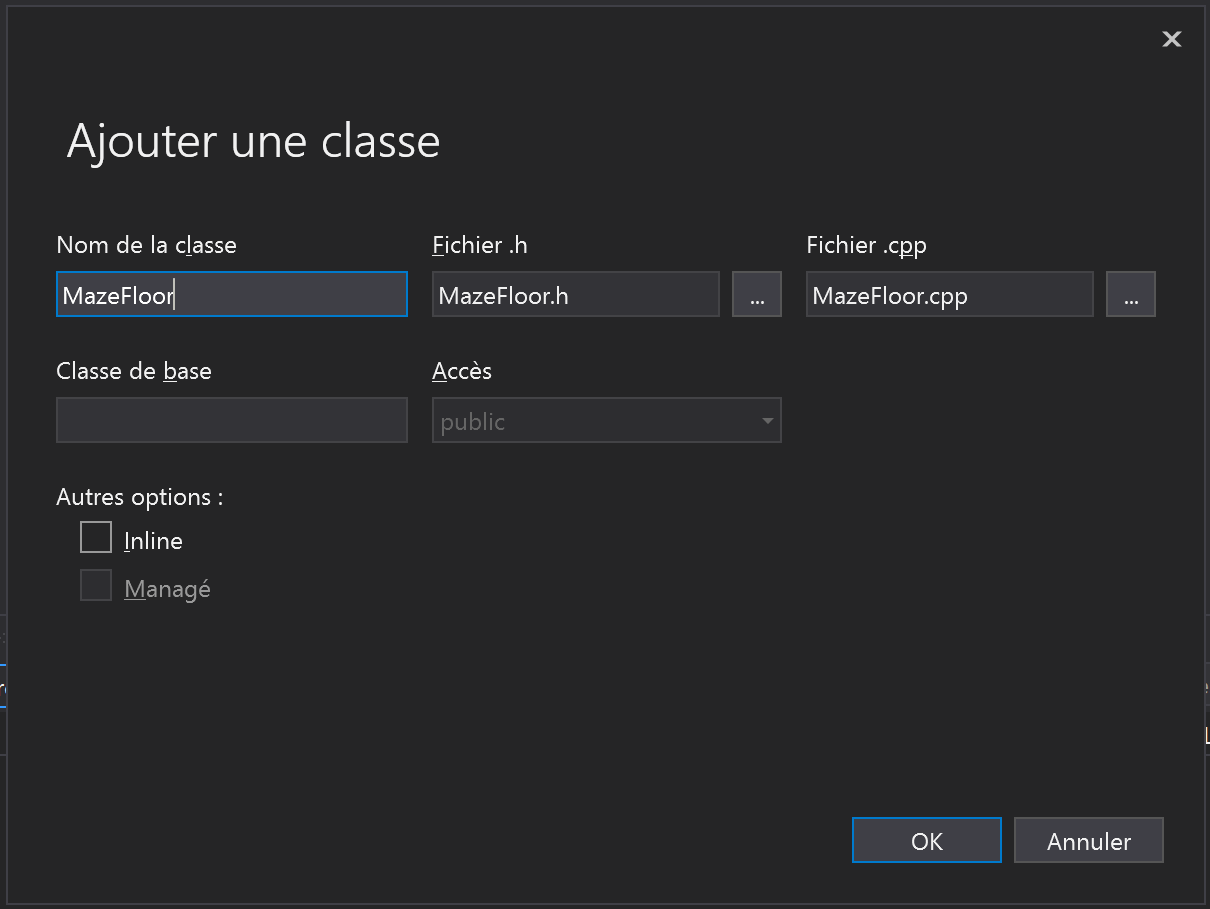 Ajouter une classe
Nom de la classe
Fichier .h
Fichier .cpp
MazeFloor
MazeFloor.h
...
MazeFloor.cpp
...
Classe de base
Accès
public
Autres options :
Inline
Managé
OK
Annuler